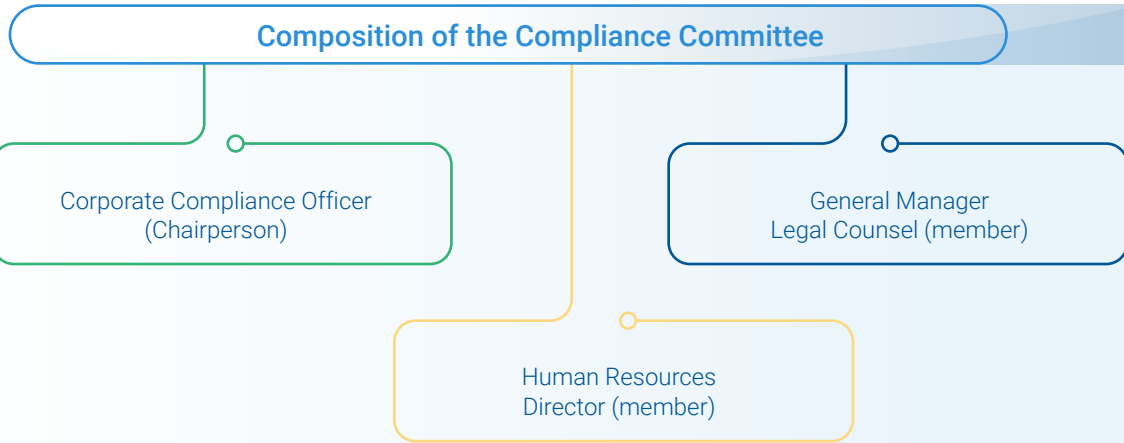 Composition of the Compliance Committee
Corporate Compliance Officer
(Chairperson)
General Manager
Legal Counsel (member)
Human Resources
Director (member)